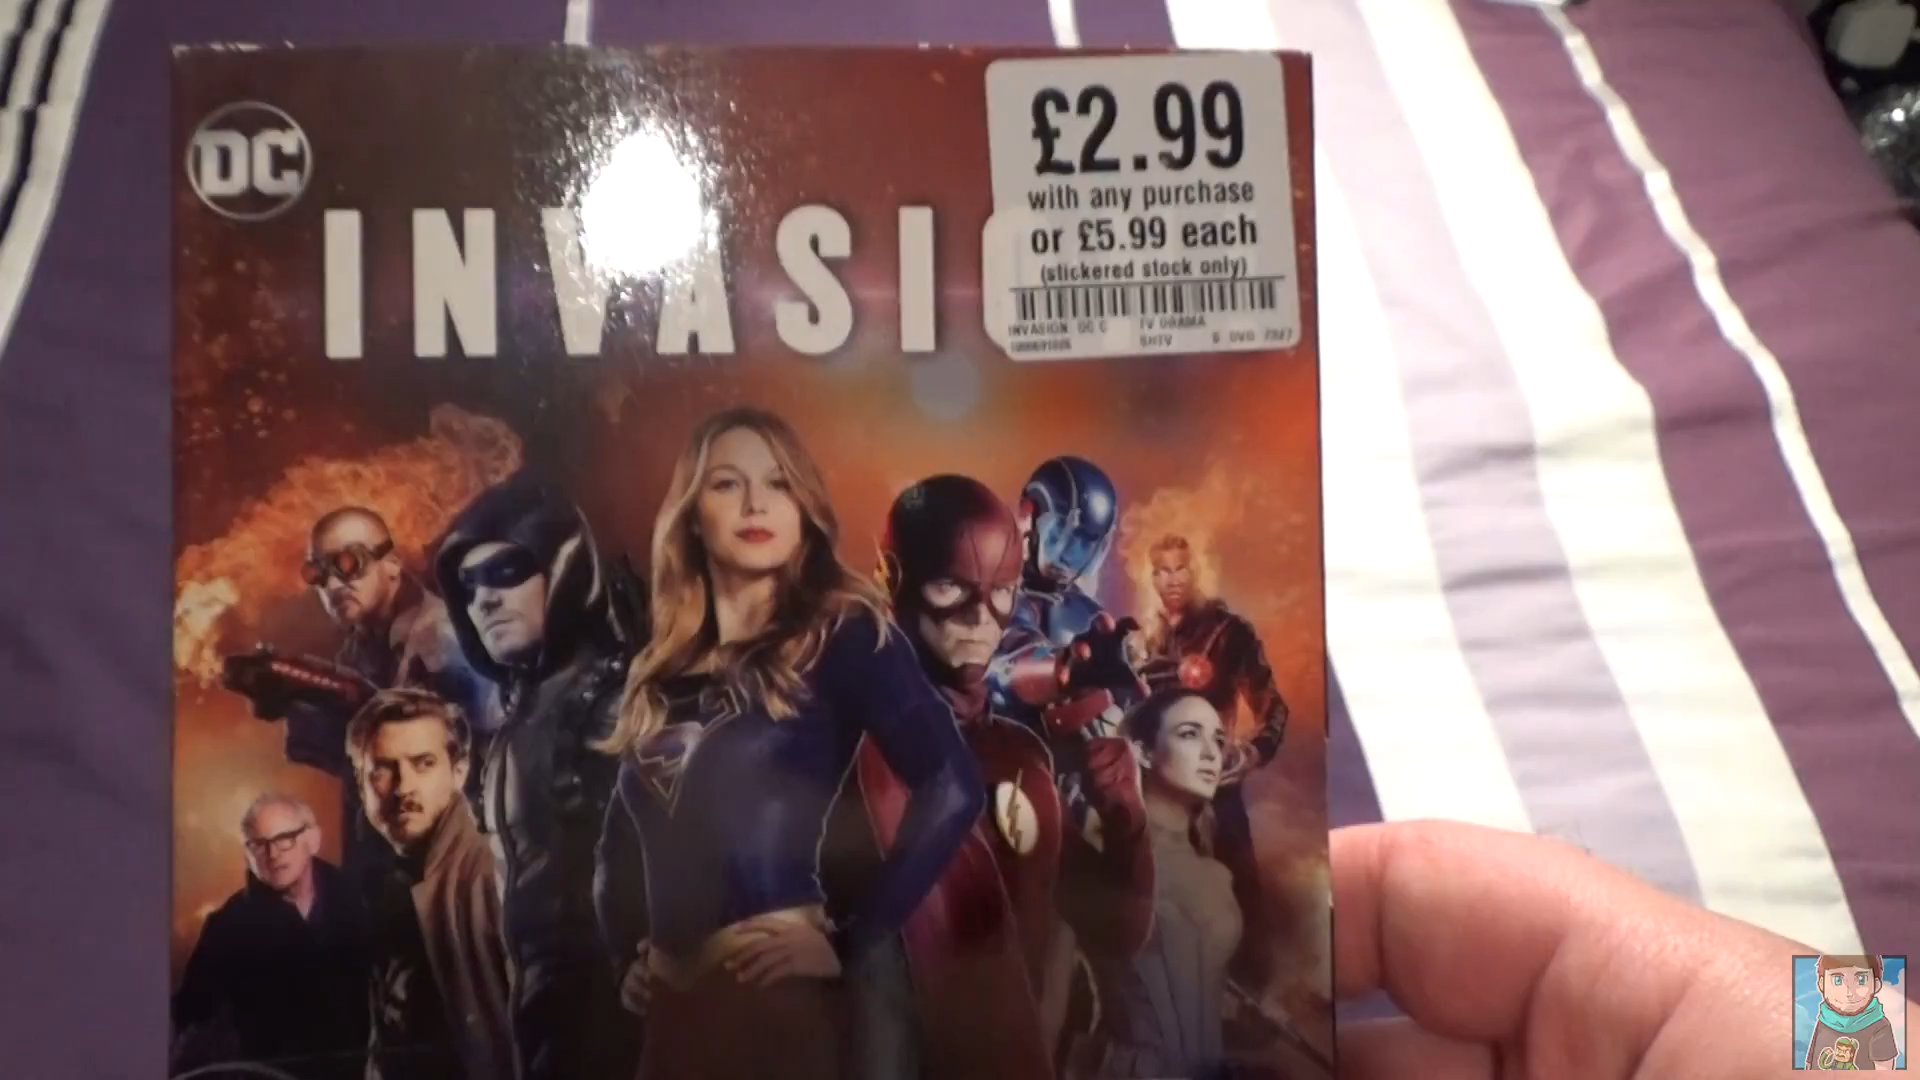 DC
INVASI
£2.99
with any purchase
or £5.99 each
(stickered stock only)
INVASION DC C TV DRAMA